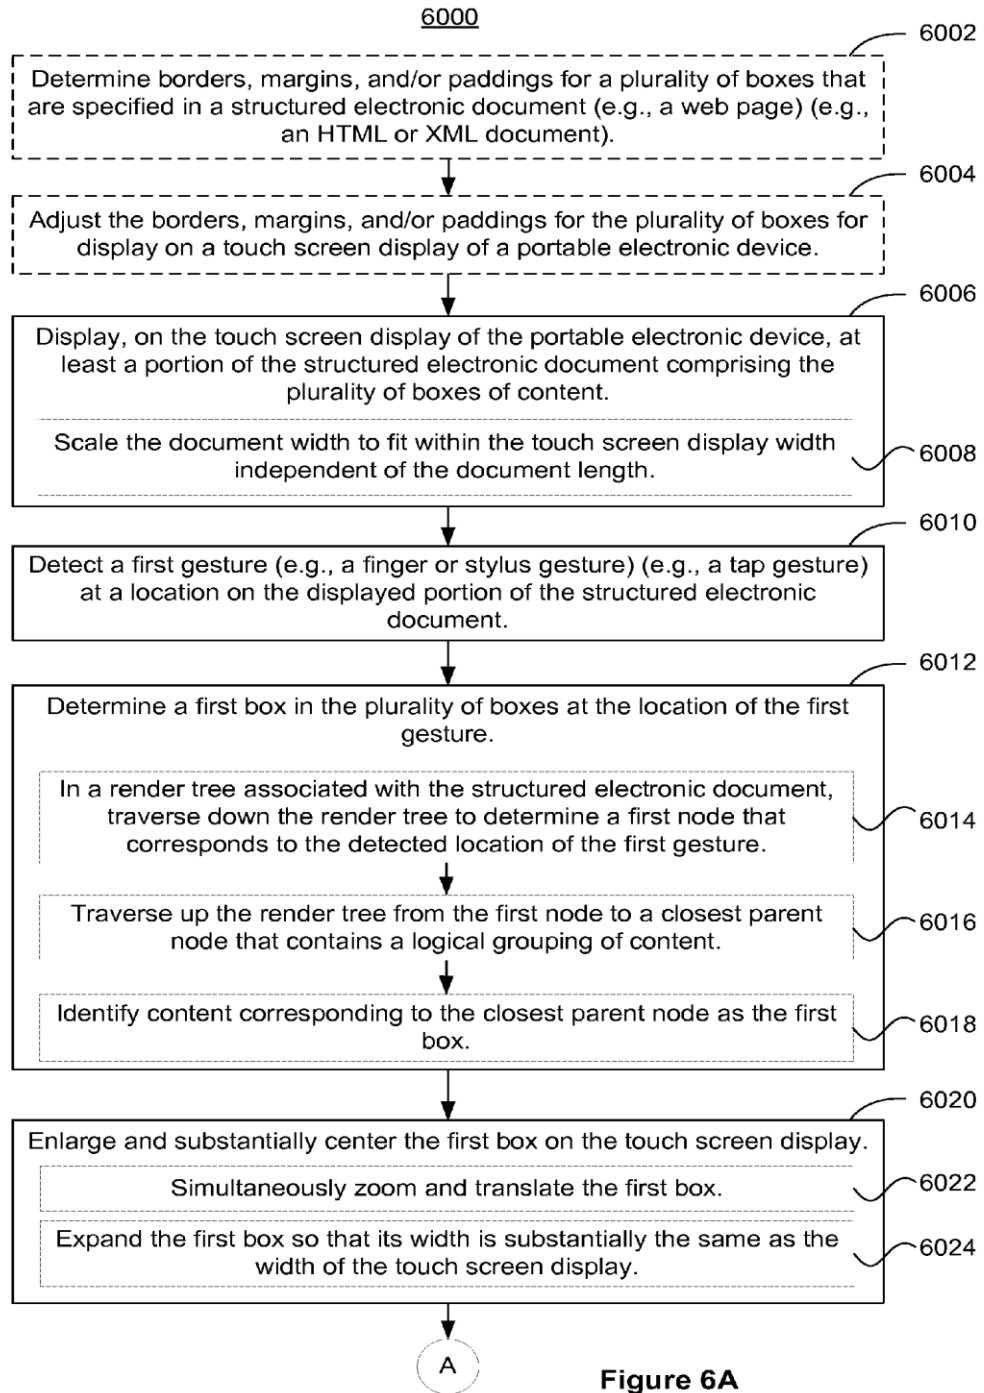 6000
6002
Determine borders, margins, and/or paddings for a plurality of boxes that
are specified in a structured electronic document (e.g., a web page) (e.g.,
an HTML or XML document).
6004
Adjust the borders, margins, and/or paddings for the plurality of boxes for
display on a touch screen display of a portable electronic device.
6006
Display, on the touch screen display of the portable electronic device, at
least a portion of the structured electronic document comprising the
plurality of boxes of content.
Scale the document width to fit within the touch screen display width
independent of the document length.
6008
6010
Detect a first gesture (e.g., a finger or stylus gesture) (e.g., a tap gesture)
at a location on the displayed portion of the structured electronic
document.
6012
Determine a first box in the plurality of boxes at the location of the first
gesture.
In a render tree associated with the structured electronic document,
traverse down the render tree to determine a first node that
corresponds to the detected location of the first gesture.
6014
Traverse up the render tree from the first node to a closest parent
node that contains a logical grouping of content.
6016
Identify content corresponding to the closest parent node as the first
box.
6018
6020
Enlarge and substantially center the first box on the touch screen display.
Simultaneously zoom and translate the first box.
6022
Expand the first box so that its width is substantially the same as the
width of the touch screen display.
6024
A
Figure 6A